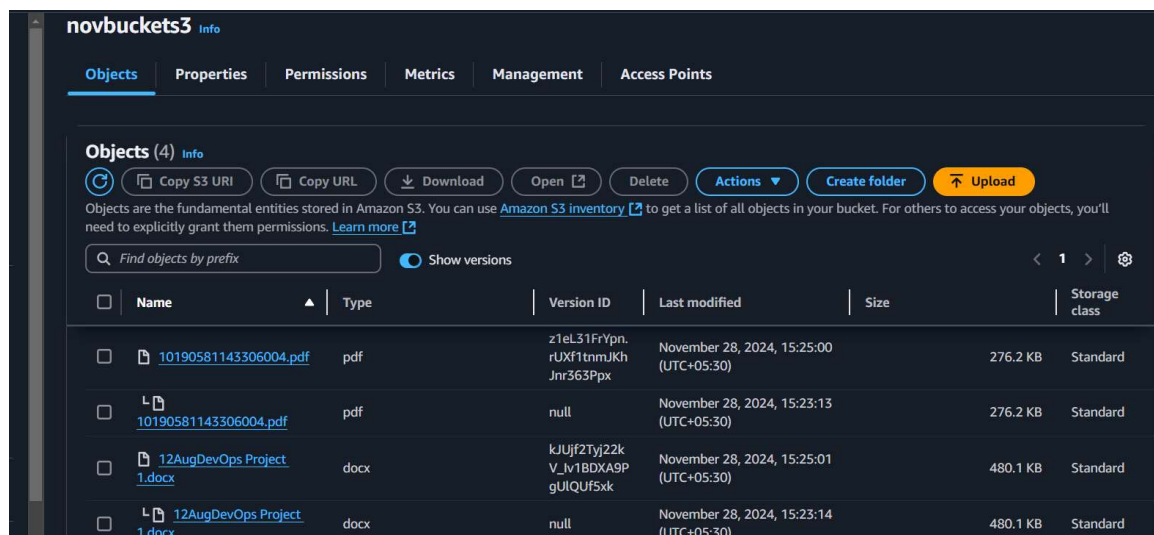 novbuckets3 Info
Objects Properties Permissions Metrics Management Access Points
Objects (4) Info
Copy S3 URI Copy URL Download Open Delete Actions Create folder Upload
Objects are the fundamental entities stored in Amazon S3. You can use Amazon S3 inventory to get a list of all objects in your bucket. For others to access your objects, you'll
need to explicitly grant them permissions. Learn more
Find objects by prefix Show versions 1
Name Type Version ID Last modified Size Storage
class
10190581143306004.pdf pdf z1eL31FrYpn. November 28, 2024, 15:25:00 276.2 KB Standard
rUXf1tnmJKh (UTC+05:30)
Jnr363Ppx
10190581143306004.pdf pdf null November 28, 2024, 15:23:13 276.2 KB Standard
(UTC+05:30)
12AugDevOps Project docx kJUjf2Tyj22k November 28, 2024, 15:25:01 480.1 KB Standard
1.docx V_Iv1BDXA9P (UTC+05:30)
gUlQUf5xk
12AugDevOps Project docx null November 28, 2024, 15:23:14 480.1 KB Standard
1.docx (UTC+05:30)